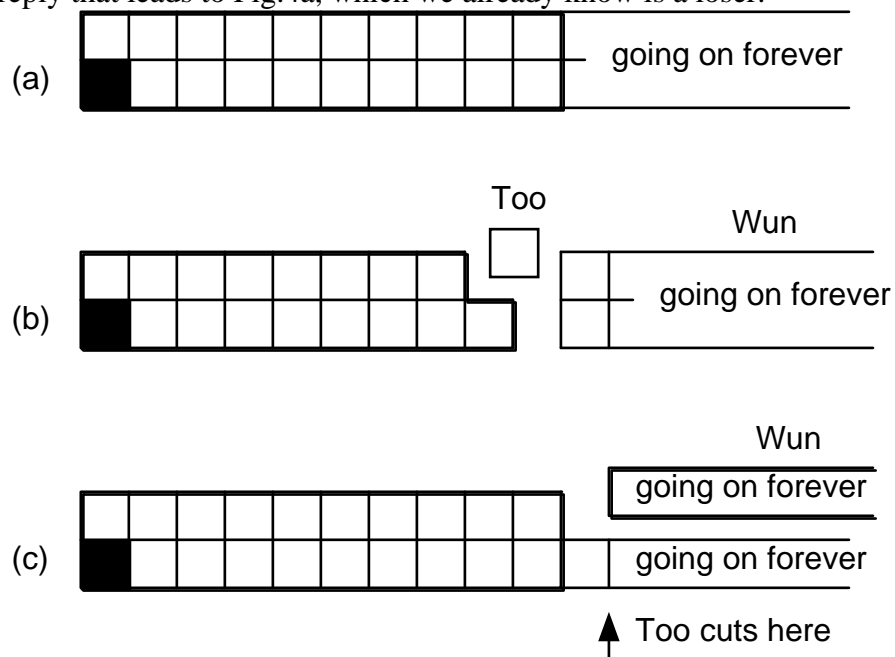 reply that leads to Fig.4a, which we already know is a loser.
(a)
going on forever
Too
Wun
(b)
going on forever
Wun
going on forever
(c)
going on forever
Too cuts here